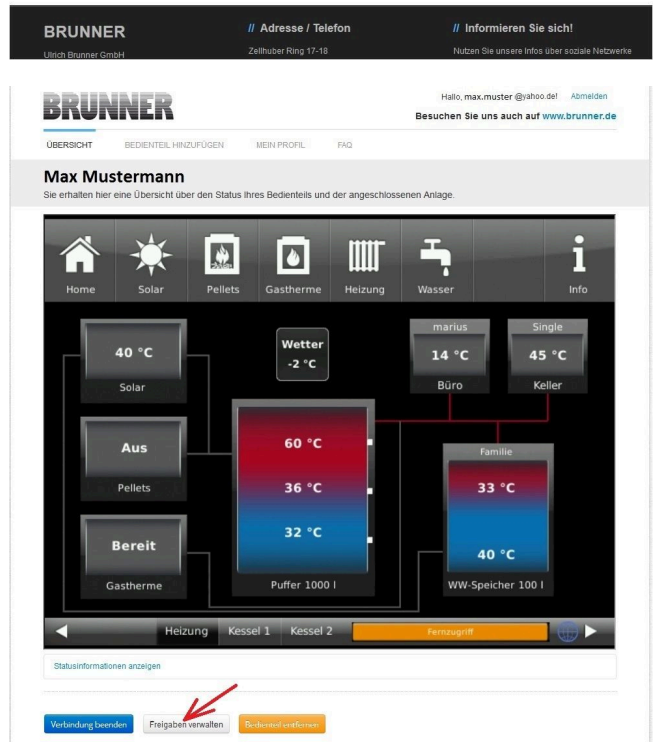 BRUNNER
// Adresse / Telefon
// Informieren Sie sich!
Ulrich Brunner GmbH
Zellhuber Ring 17-18
Nutzen Sie unsere Infos über soziale Netzwerke
BRUNNER
Hallo, max.muster @yahoo.de! Abmelden
Besuchen Sie uns auch auf www.brunner.de
ÜBERSICHT BEDIENTEIL HINZUFÜGEN MEIN PROFIL FAQ
Max Mustermann
Sie erhalten hier eine Übersicht über den Status Ihres Bedienteils und der angeschlossenen Anlage.
Home Solar Pellets Gastherme Heizung Wasser Info
40 °C
Solar
Wetter
-2 °C
marius
14 °C
Büro
Single
45 °C
Keller
Aus
Pellets
Bereit
Gastherme
60 °C
36 °C
32 °C
Puffer 1000 l
Familie
33 °C
40 °C
WW-Speicher 100 l
Heizung Kessel 1 Kessel 2 Fernzugriff
Statusinformationen anzeigen
Verbindung beenden Freigaben verwalten Bedienteil entfernen